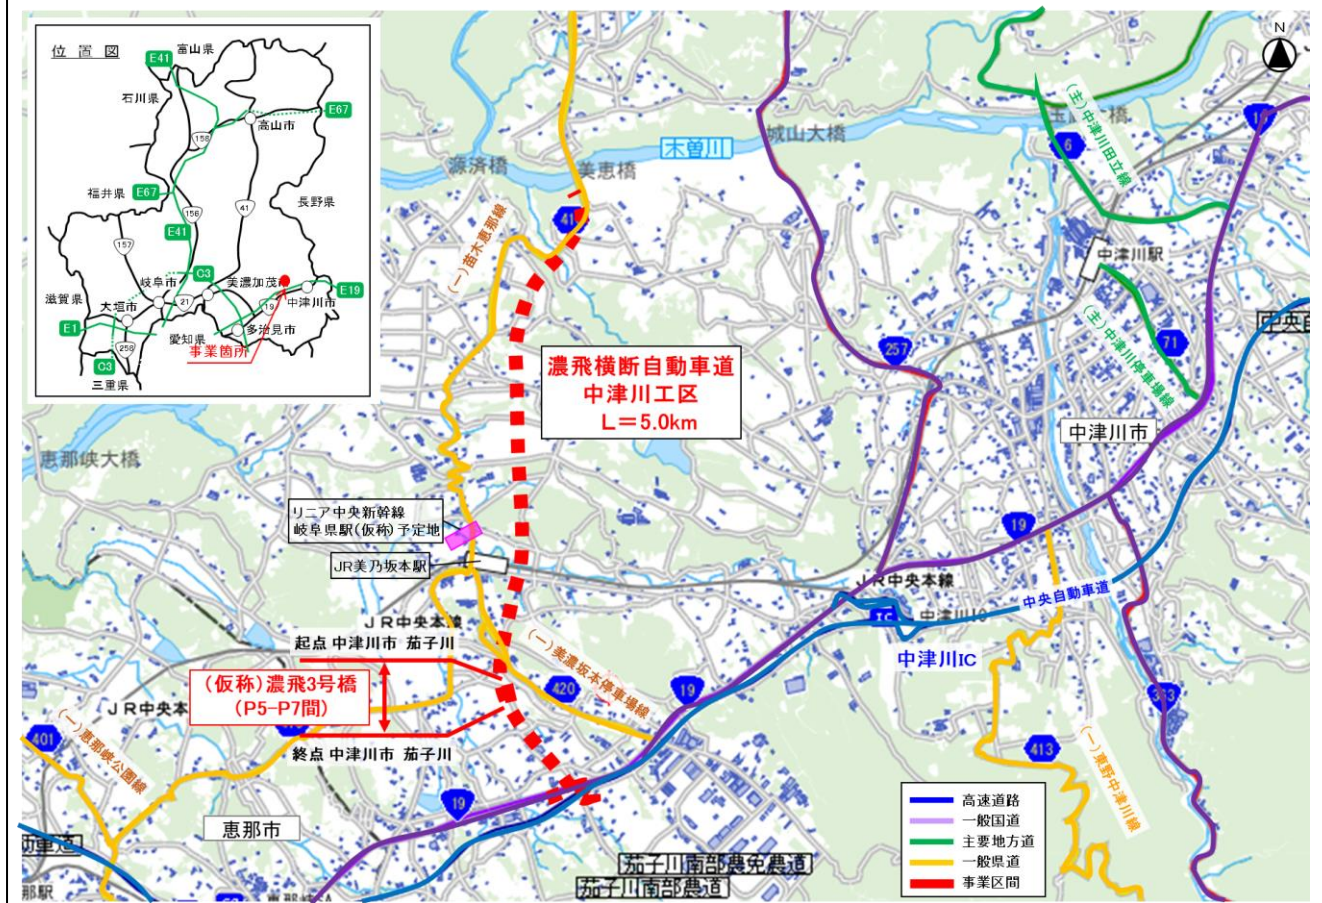 位置図
富山県
E41
石川県
E67
158
高山市
福井県
E67
長野県
156
41
E41
157
岐阜市
C3
美濃加茂市
滋賀県
大垣市
21
19
中津川市
E19
E1
愛知県
多治見市
258
事業箇所
C3
三重県
N
源済橋
美恵橋
木曽川
城山大橋
(主)中津川田立線
6
19
(一)苗木恵那線
中津川駅
(主)中津川停車場線
71
257
濃飛横断自動車道
中津川工区
L=5.0km
中津川市
恵那峡大橋
リニア中央新幹線
岐阜県駅(仮称)予定地
JR美乃坂本駅
19
JR中央本線
中津川IC
中央自動車道
IC
中津川IC
JR中央本線
起点 中津川市 茄子川
(一)美濃坂本停車場線
420
19
363
(仮称)濃飛3号橋
(P5-P7間)
JR中央本線
401
(一)恵那峡公園線
終点 中津川市 茄子川
413
(一)東野中津川線
19
恵那市
高速道路
一般国道
主要地方道
一般県道
事業区間
茄子川南部農免農道
茄子川南部農道